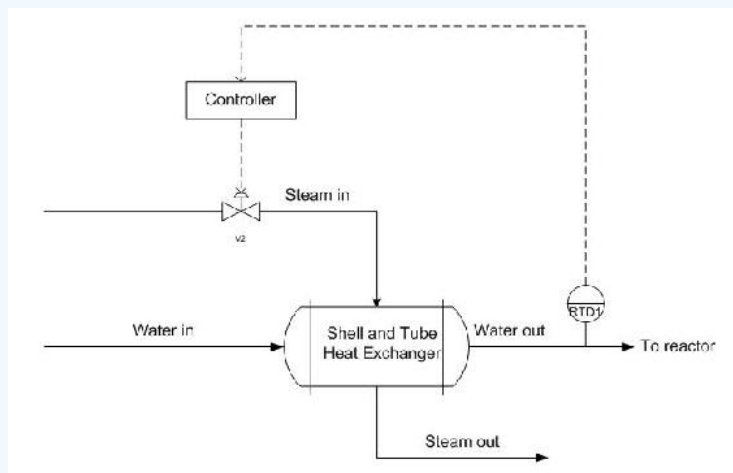 Controller
Steam in
V2
RTD1
Water in
Shell and Tube
Heat Exchanger
Water out
To reactor
Steam out